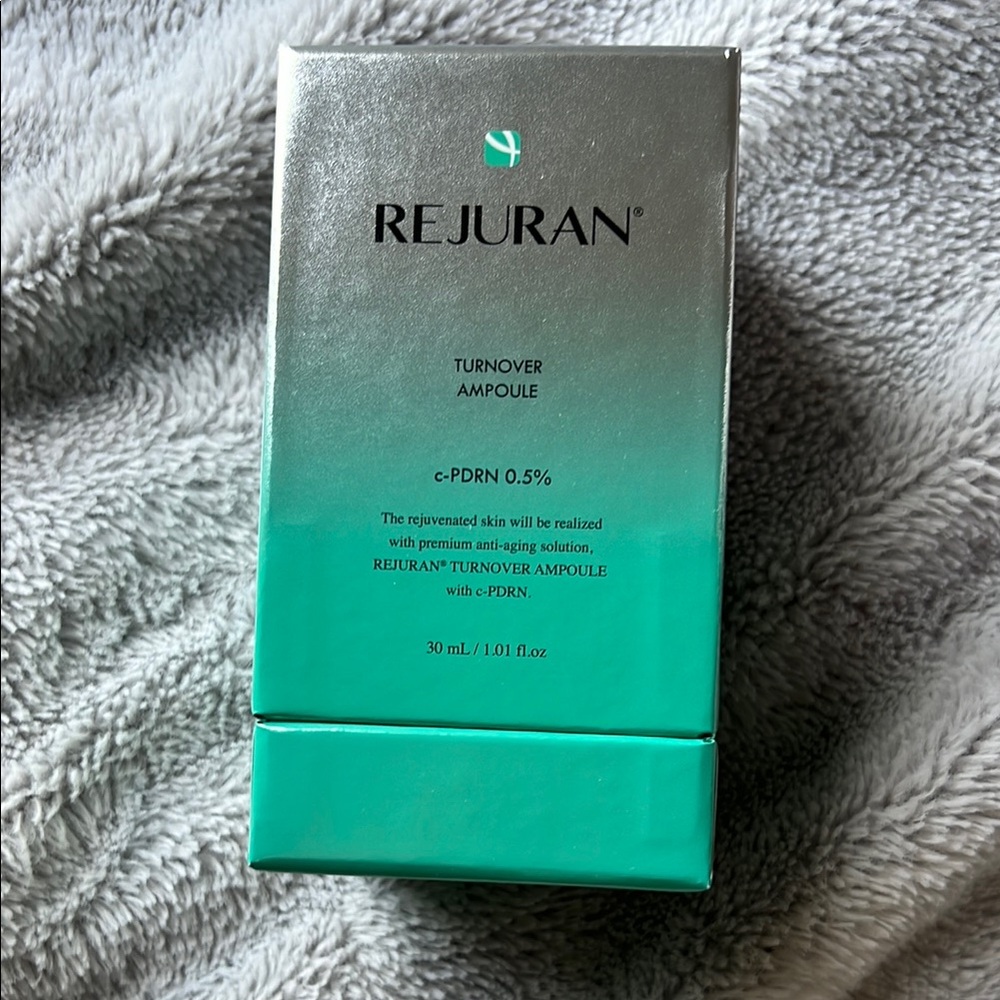 REJURAN®
TURNOVER
AMPOULE
c-PDRN 0.5%
The rejuvenated skin will be realized
with premium anti-aging solution,
REJURAN® TURNOVER AMPOULE
with c-PDRN.
30 mL / 1.01 fl.oz